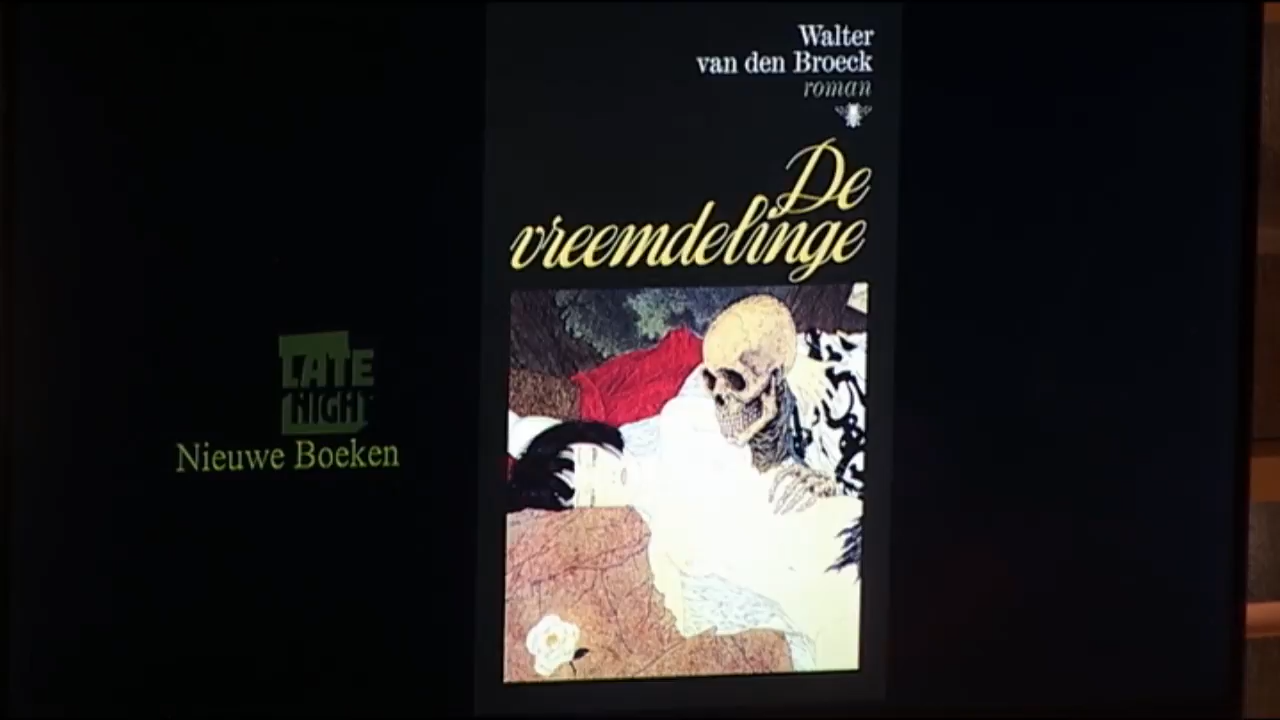 Walter
van den Broeck
roman
De
vreemdelinge
LATE
NIGHT
Nieuwe Boeken